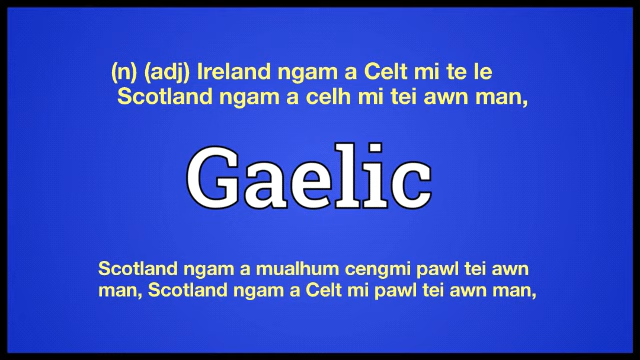 (n) (adj) Ireland ngam a Celt mi te le
Scotland ngam a celh mi tei awn man,
Gaelic
Scotland ngam a mualhum cengmi pawl tei awn
man, Scotland ngam a Celt mi pawl tei awn man,